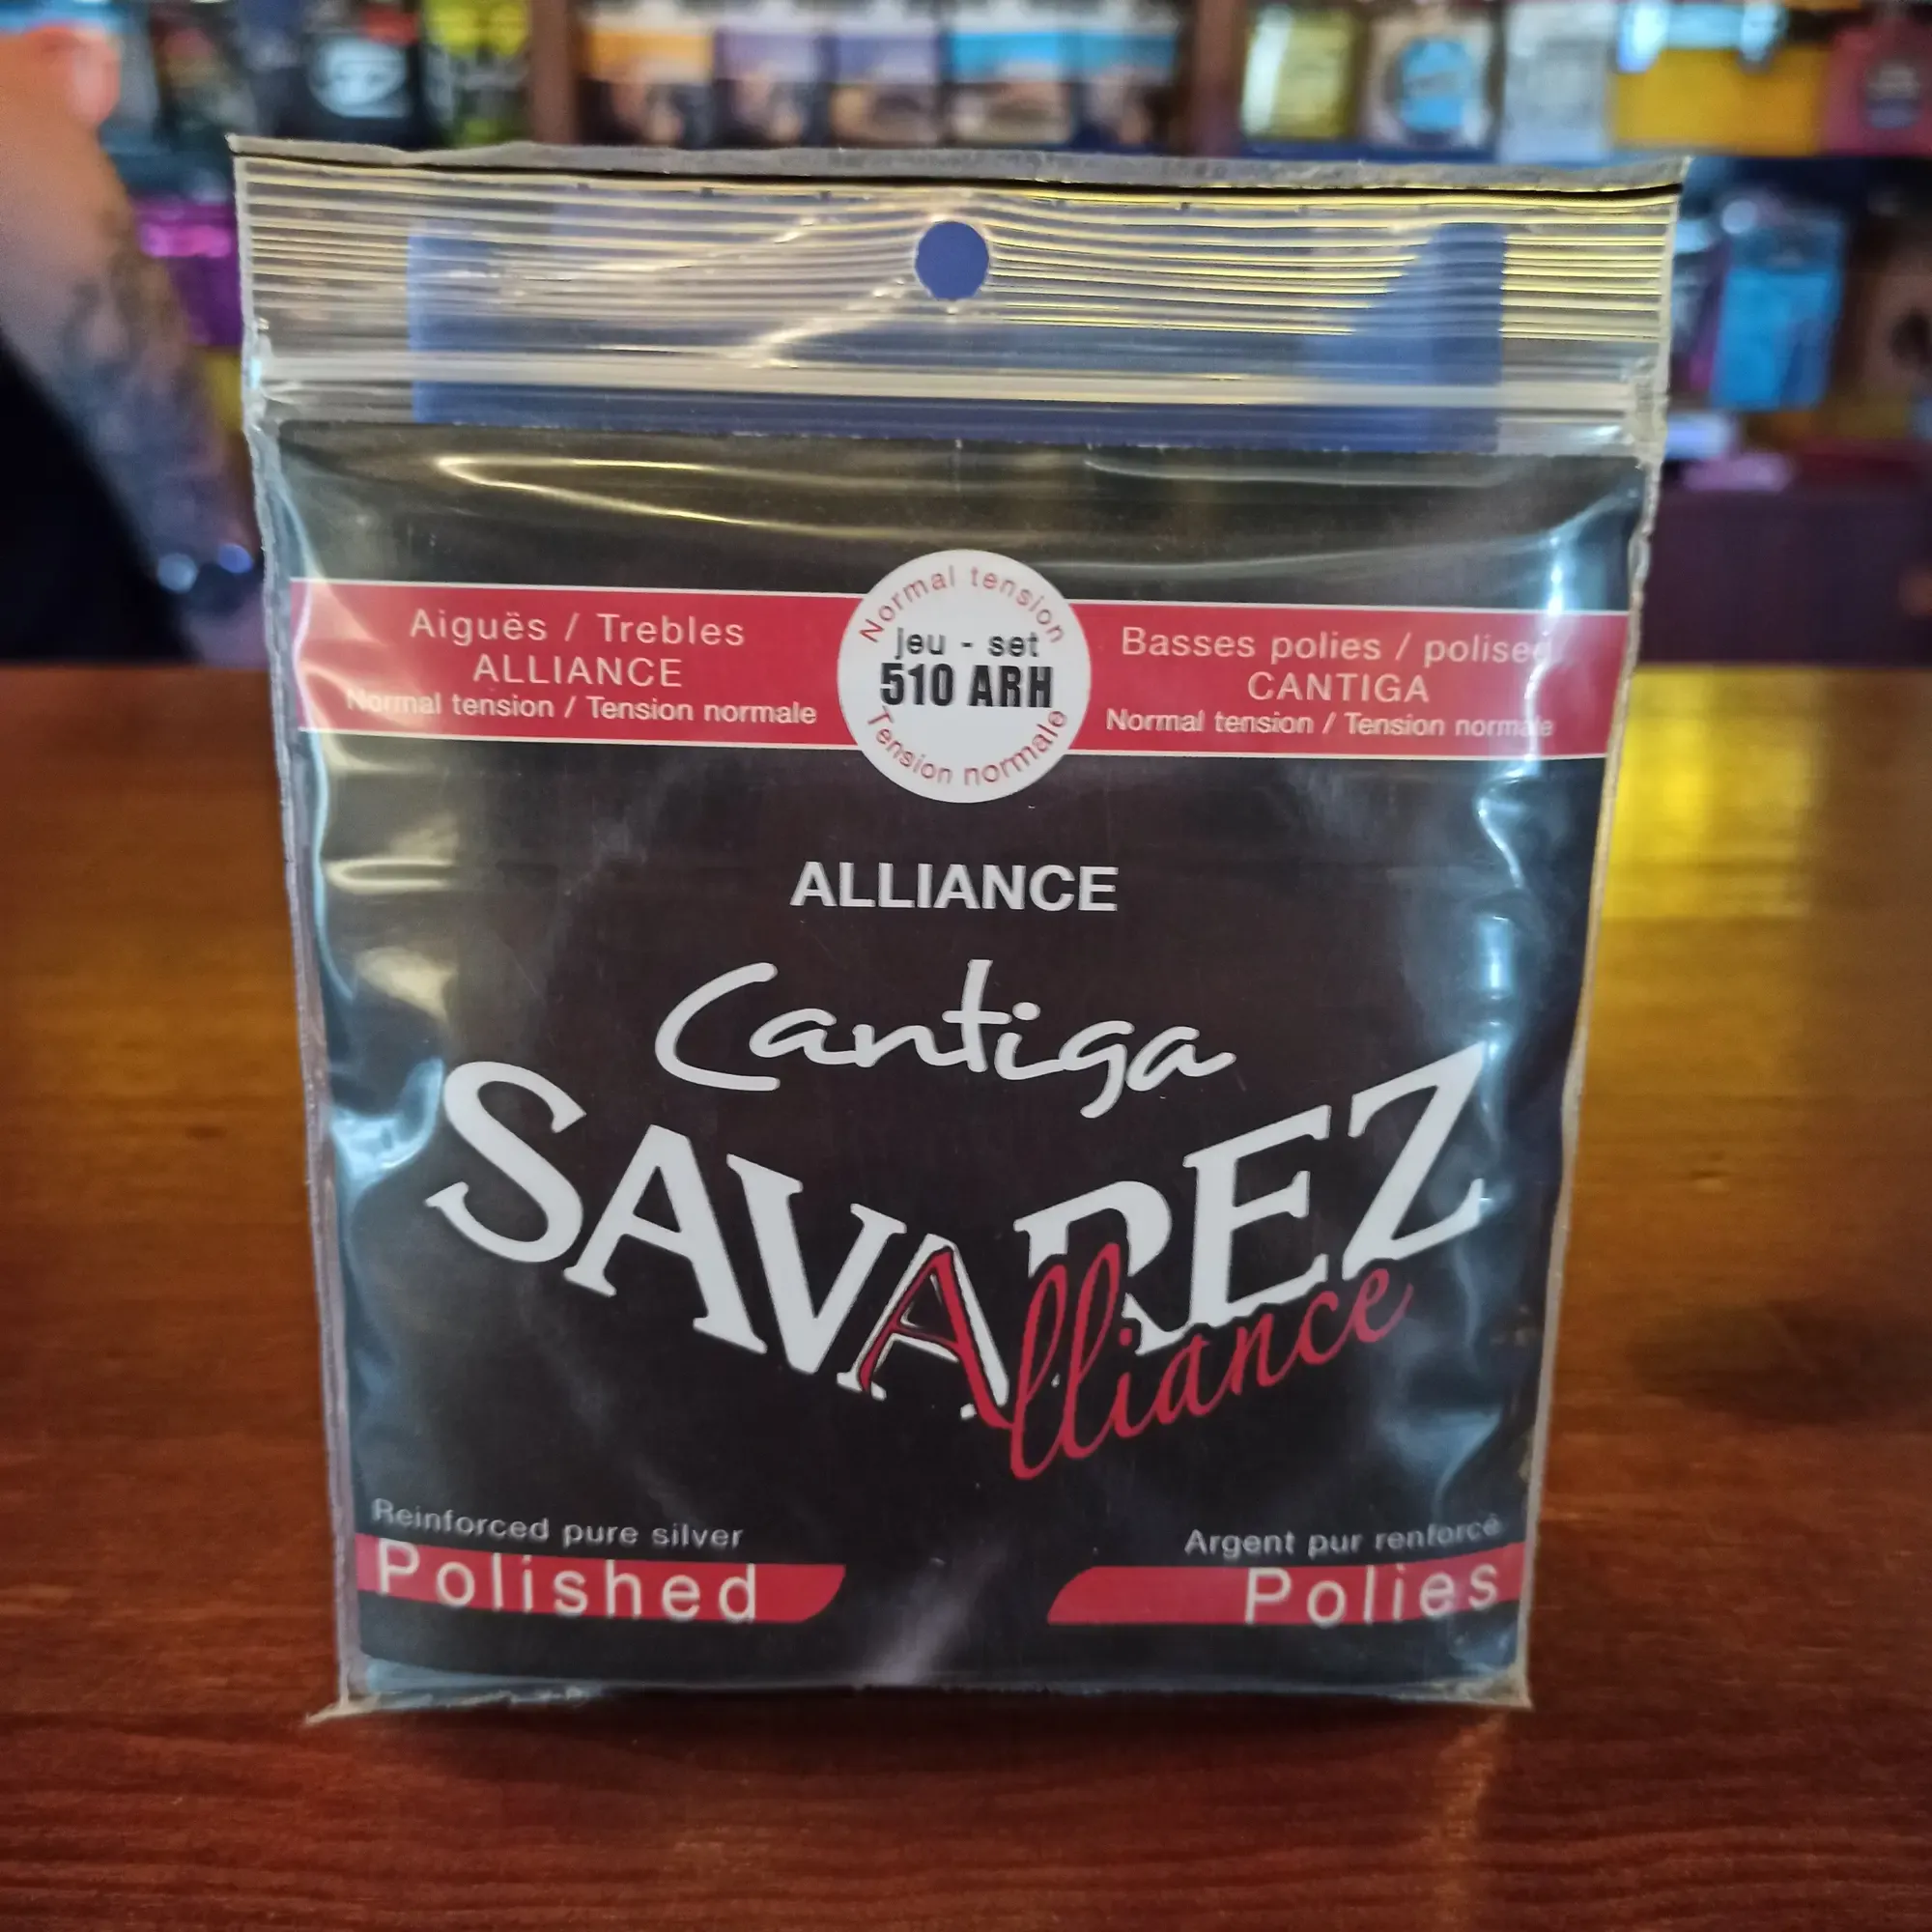 Normal tension
jeu - set
510 ARH
Tension normale
Aiguës / Trebles
ALLIANCE
Normal tension / Tension normale
Basses polies / polised
CANTIGA
Normal tension / Tension normale
ALLIANCE
Cantiga
SAVAREZ
Alliance
Reinforced pure silver
Polished
Argent pur renforcé
Polies